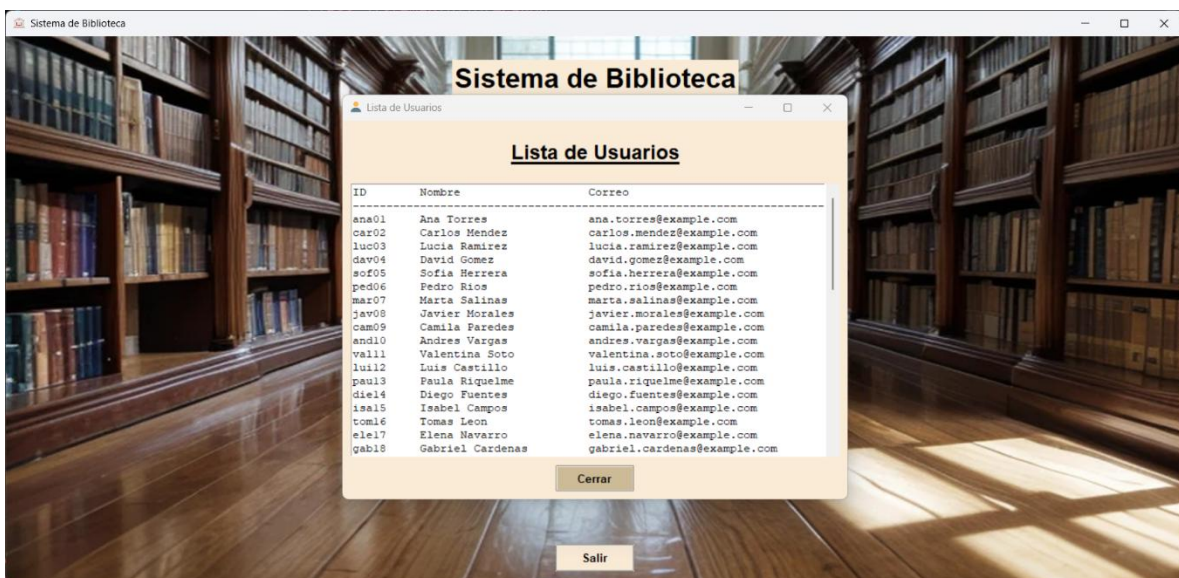 Sistema de Biblioteca
Sistema de Biblioteca
Lista de Usuarios
Lista de Usuarios
ID Nombre Correo
--------------------------------------------------------------------------------
ana01 Ana Torres ana.torres@example.com
car02 Carlos Mendez carlos.mendez@example.com
luc03 Lucia Ramirez lucia.ramirez@example.com
dav04 David Gomez david.gomez@example.com
sof05 Sofia Herrera sofia.herrera@example.com
ped06 Pedro Rios pedro.rios@example.com
mar07 Marta Salinas marta.salinas@example.com
jav08 Javier Morales javier.morales@example.com
cam09 Camila Paredes camila.paredes@example.com
and10 Andres Vargas andres.vargas@example.com
val11 Valentina Soto valentina.soto@example.com
lui12 Luis Castillo luis.castillo@example.com
pau13 Paula Riquelme paula.riquelme@example.com
die14 Diego Fuentes diego.fuentes@example.com
isa15 Isabel Campos isabel.campos@example.com
tom16 Tomas Leon tomas.leon@example.com
ele17 Elena Navarro elena.navarro@example.com
gab18 Gabriel Cardenas gabriel.cardenas@example.com
Cerrar
Salir